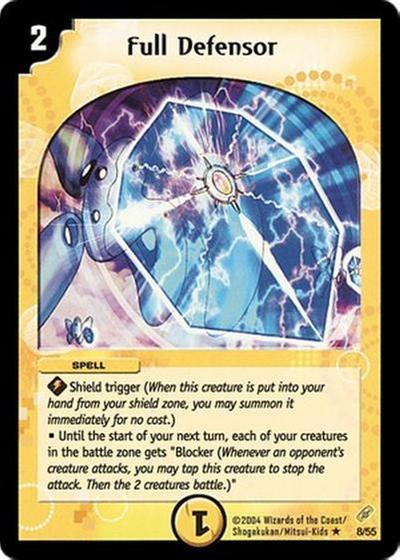 2
Full Defensor
SPELL
Shield trigger (When this creature is put into your
hand from your shield zone, you may summon it
immediately for no cost.)
▪ Until the start of your next turn, each of your creatures
in the battle zone gets "Blocker (Whenever an opponent's
creature attacks, you may tap this creature to stop the
attack. Then the 2 creatures battle.)"
1
©2004 Wizards of the Coast/
Shogakukan/Mitsui-Kids ★ 8/55